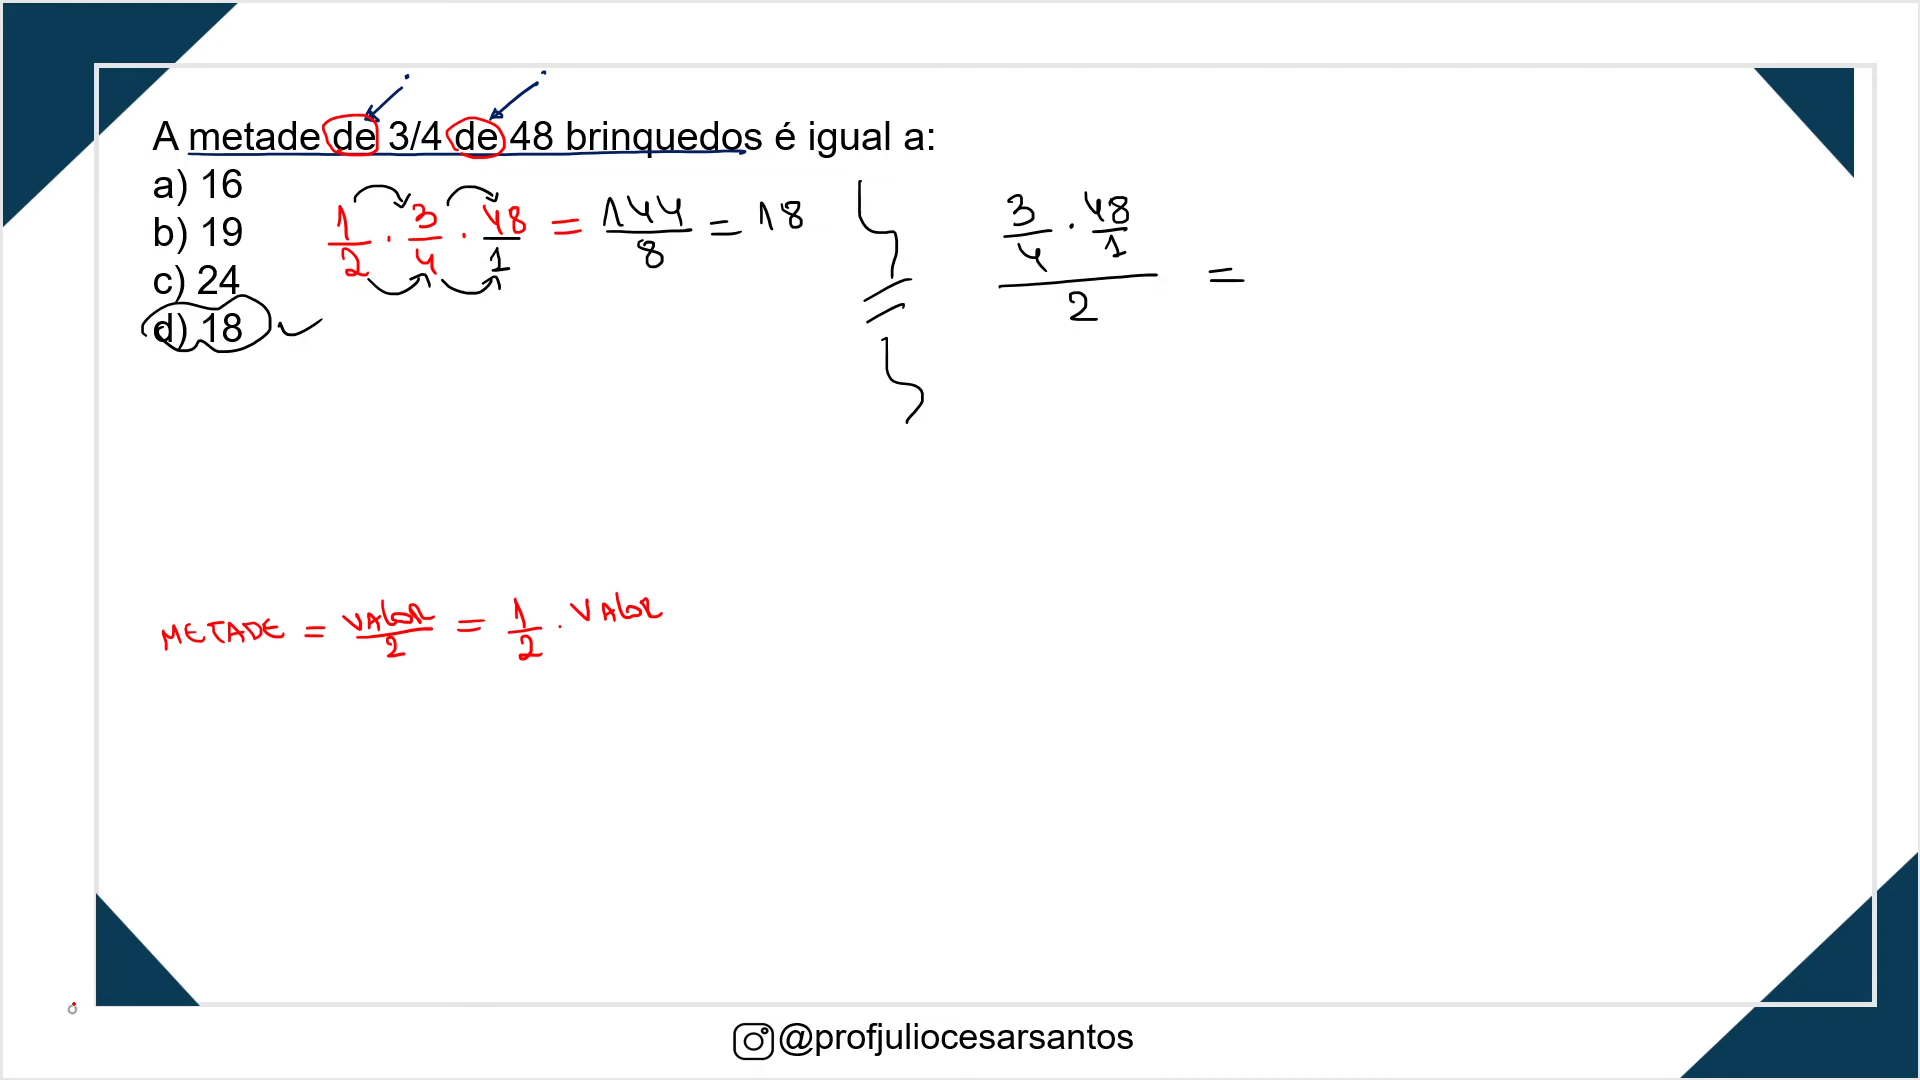 A metade de 3/4 de 48 brinquedos é igual a:
a) 16
b) 19
c) 24
d) 18
1/2 · 3/4 · 48/1 = 144/8 = 18
3/4 · 48/1
2 =
METADE = VALOR/2 = 1/2 · VALOR
@profjuliocesarsantos